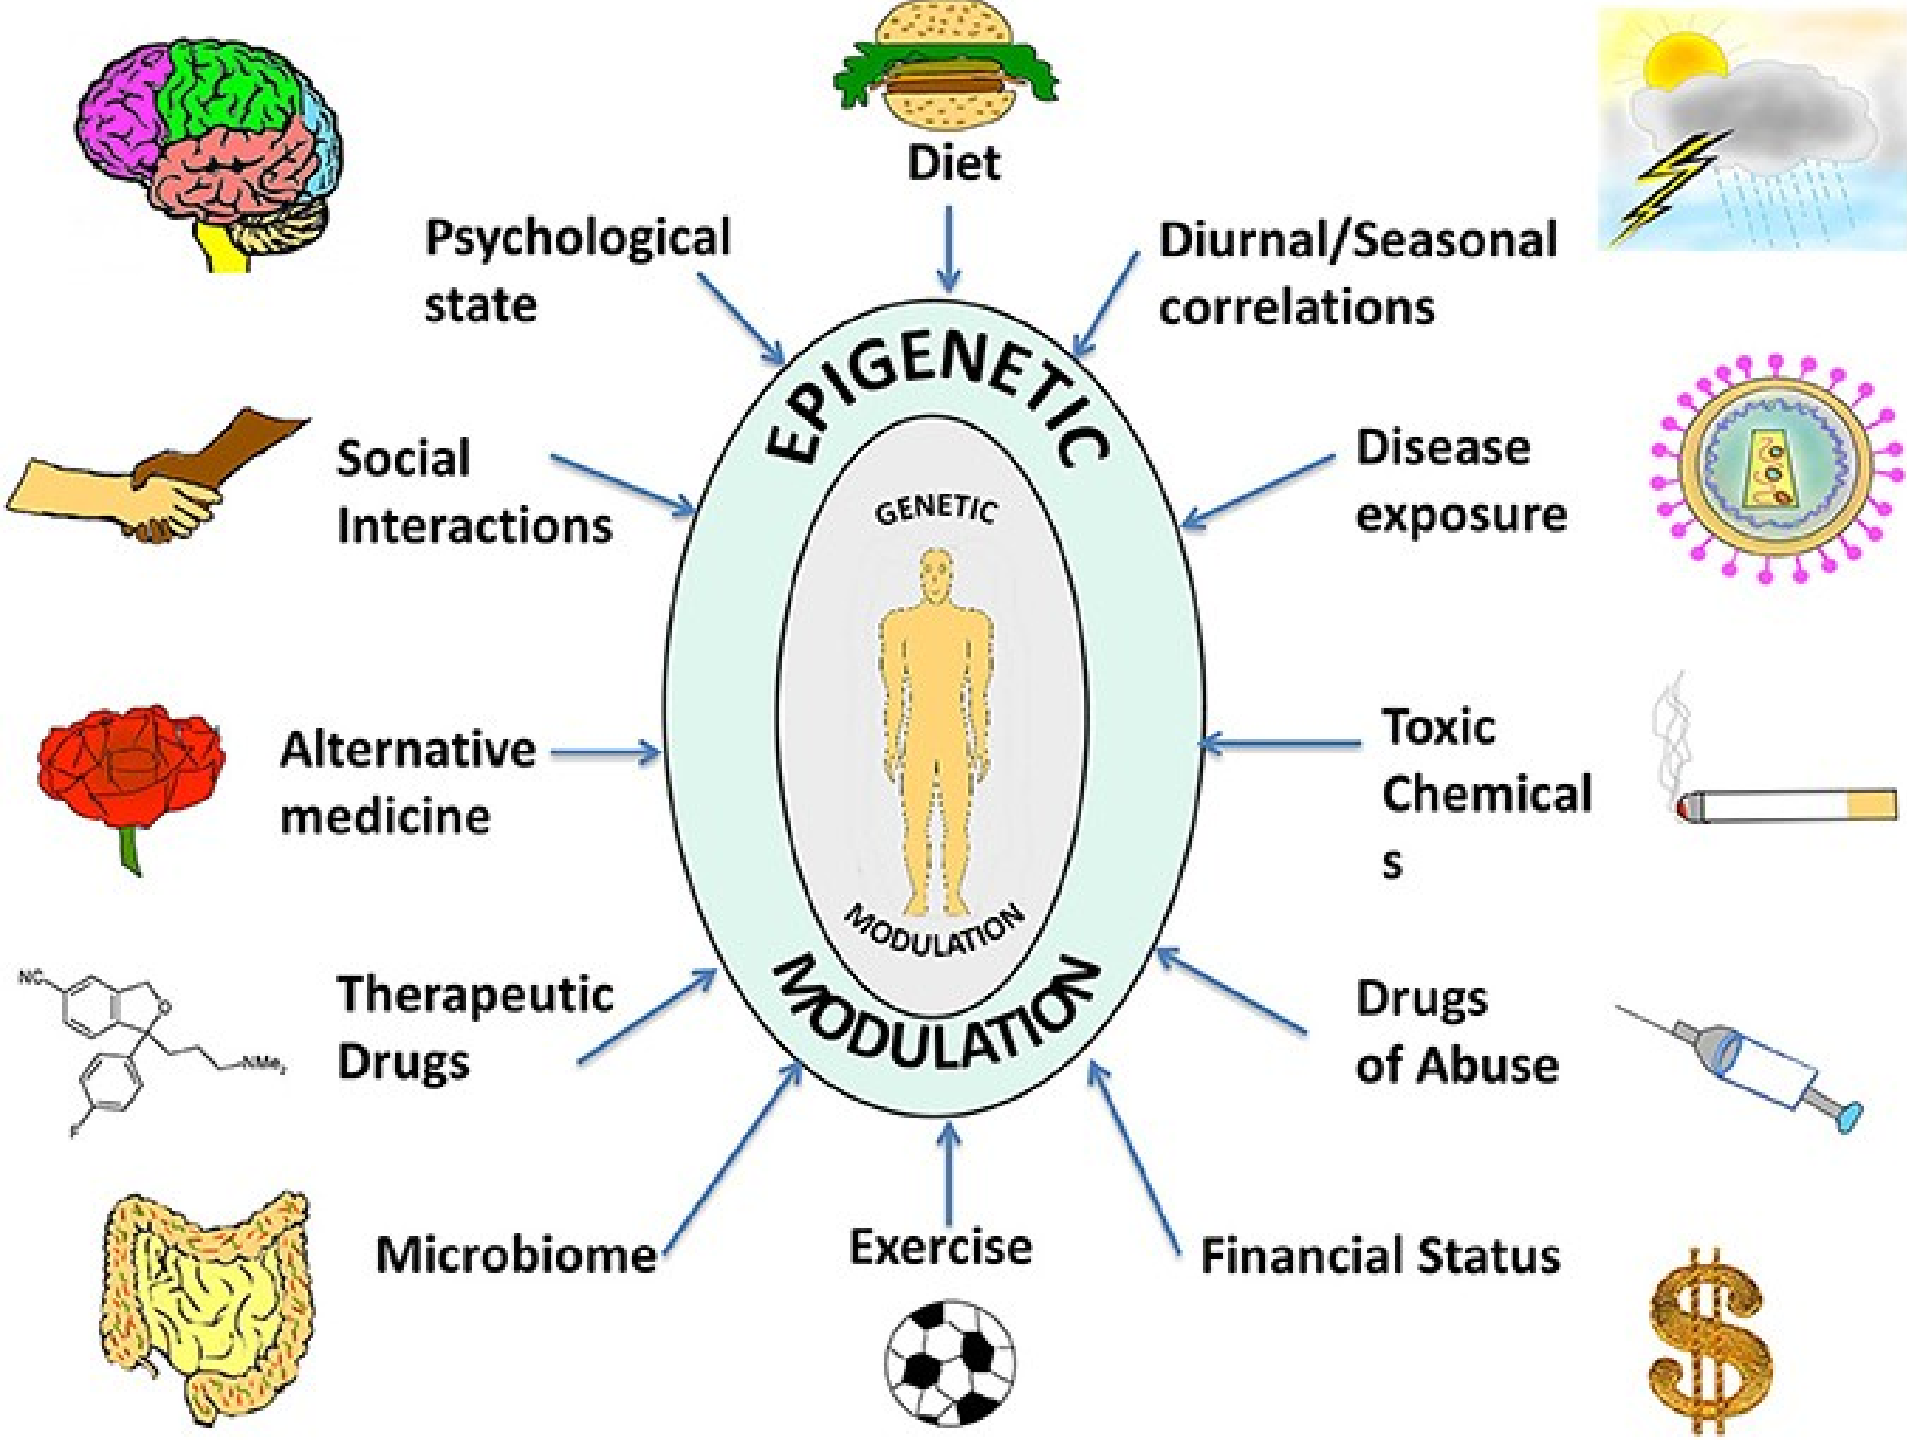 Diet
Psychological
state
Diurnal/Seasonal
correlations
EPIGENETIC
Social
Interactions
Disease
exposure
GENETIC
Alternative
medicine
Toxic
Chemical
s
MODULATION
MODULATION
Therapeutic
Drugs
Drugs
of Abuse
NC
O
NMe2
F
Microbiome
Exercise
Financial Status